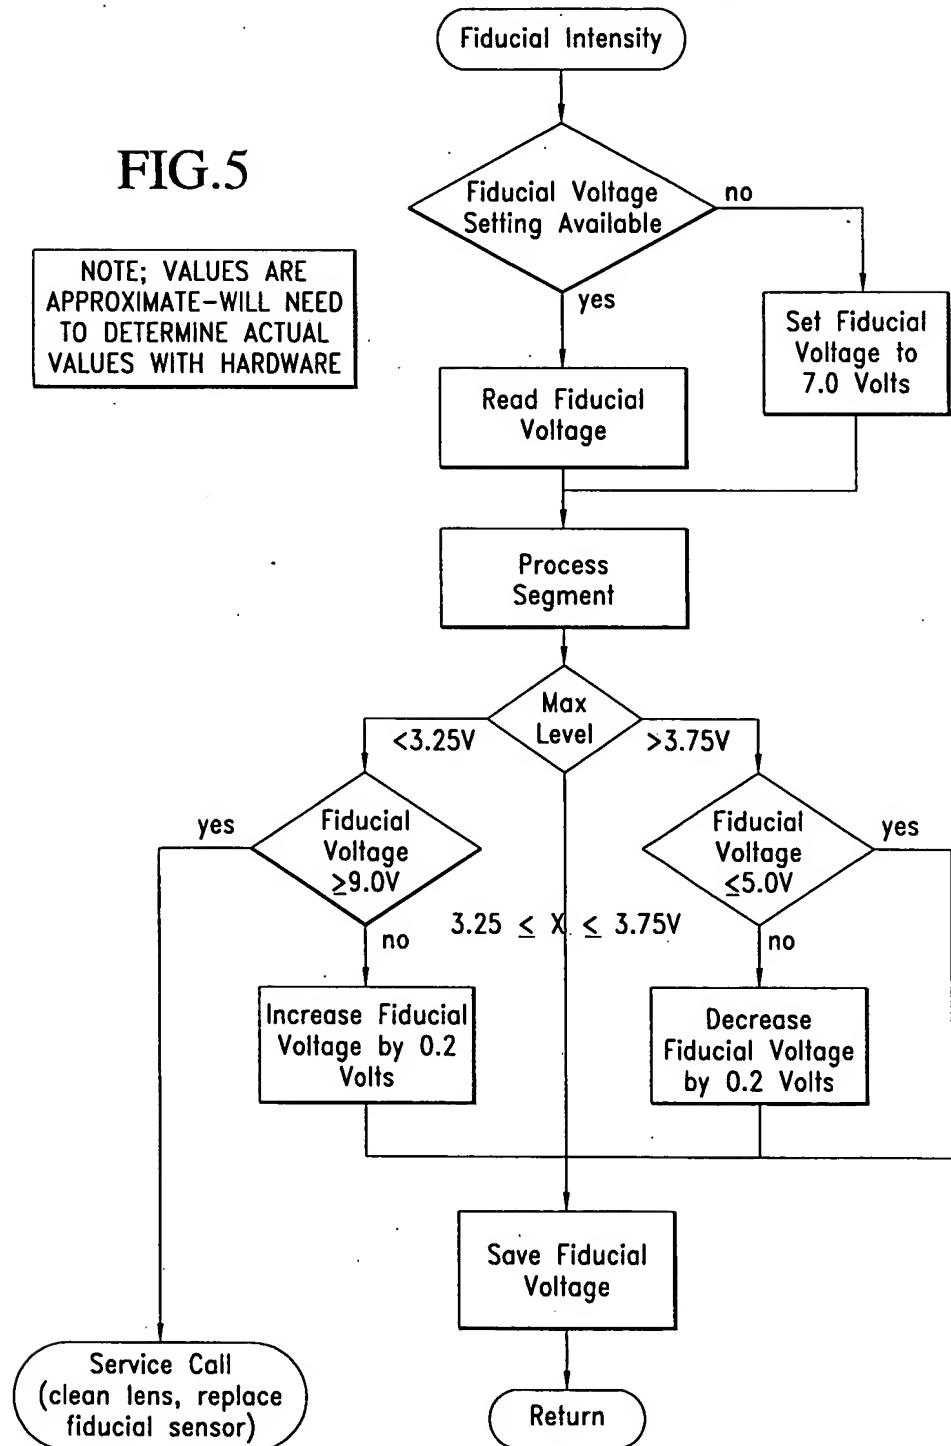 Fiducial Intensity
FIG.5
Fiducial Voltage
Setting Available
no
yes
NOTE; VALUES ARE
APPROXIMATE-WILL NEED
TO DETERMINE ACTUAL
VALUES WITH HARDWARE
Set Fiducial
Voltage to
7.0 Volts
Read Fiducial
Voltage
Process
Segment
Max
Level
<3.25V
>3.75V
yes
Fiducial
Voltage
≥9.0V
no
3.25 ≤ X ≤ 3.75V
Fiducial
Voltage
≤5.0V
yes
no
Increase Fiducial
Voltage by 0.2
Volts
Decrease
Fiducial Voltage
by 0.2 Volts
Save Fiducial
Voltage
Service Call
(clean lens, replace
fiducial sensor)
Return